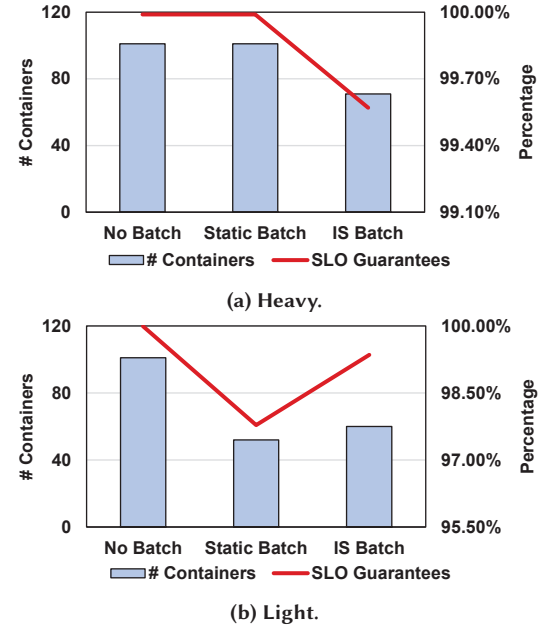 120 100.00%
80 99.70%
40 99.40%
0 99.10%
# Containers
Percentage
No Batch Static Batch IS Batch
# Containers SLO Guarantees
(a) Heavy.
120 100.00%
80 98.50%
40 97.00%
0 95.50%
# Containers
Percentage
No Batch Static Batch IS Batch
# Containers SLO Guarantees
(b) Light.